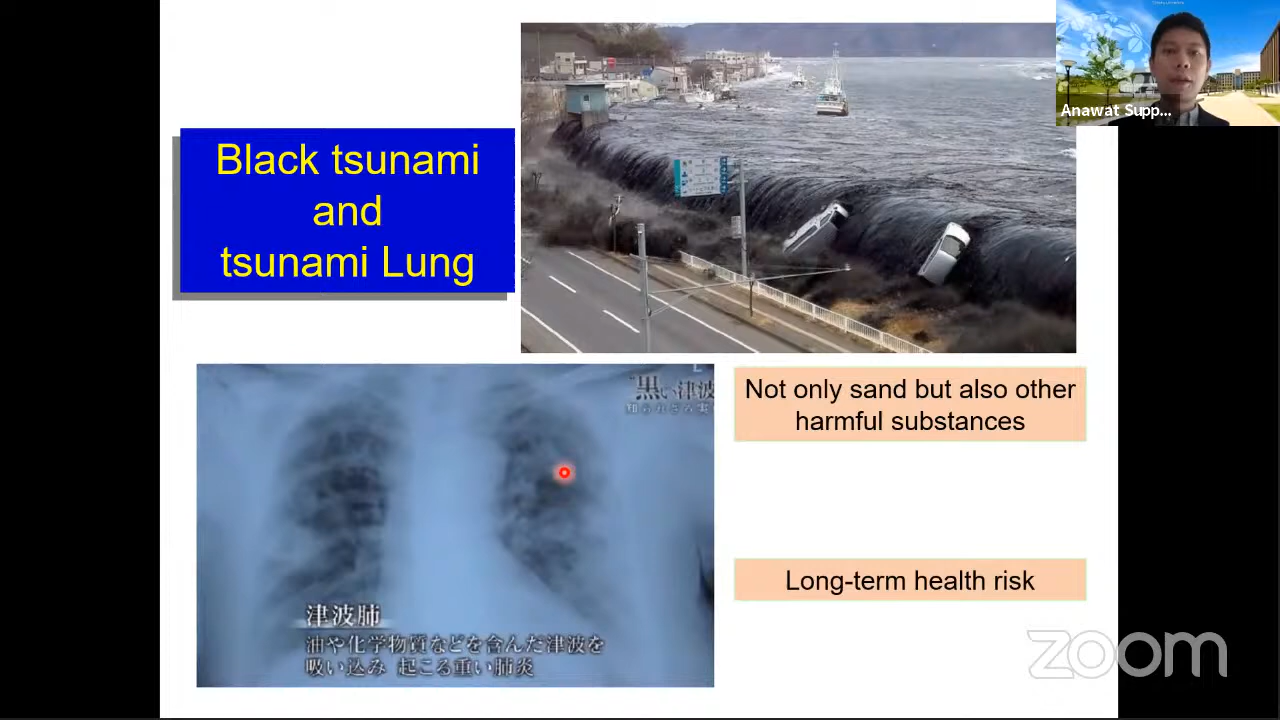 Anawat Supp...
Black tsunami
and
tsunami Lung
L
"黒い津波
Not only sand but also other
harmful substances
Long-term health risk
津波肺
油や化学物質などを含んだ津波を
吸い込み 起こる重い肺炎
zoom